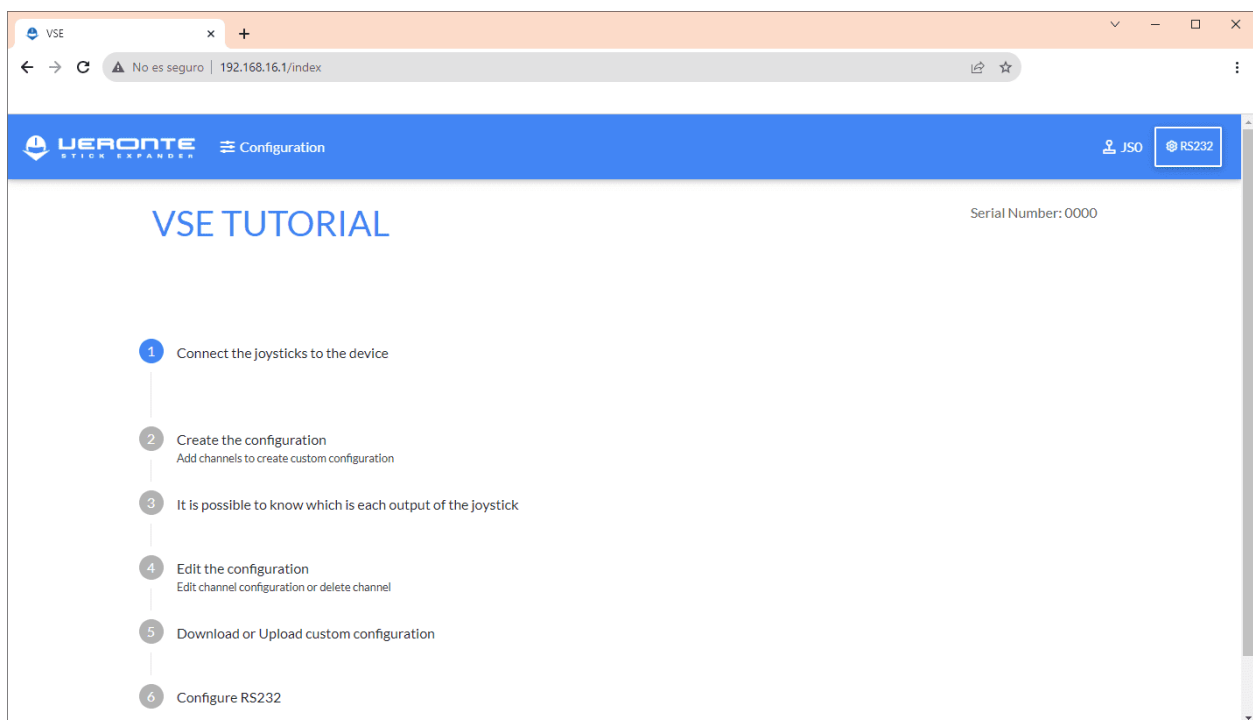 VSE
No es seguro | 192.168.16.1/index
VERONTE
STICK EXPANDER
Configuration
JS0
RS232
VSE TUTORIAL
Serial Number: 0000
1
Connect the joysticks to the device
2
Create the configuration
Add channels to create custom configuration
3
It is possible to know which is each output of the joystick
4
Edit the configuration
Edit channel configuration or delete channel
5
Download or Upload custom configuration
6
Configure RS232